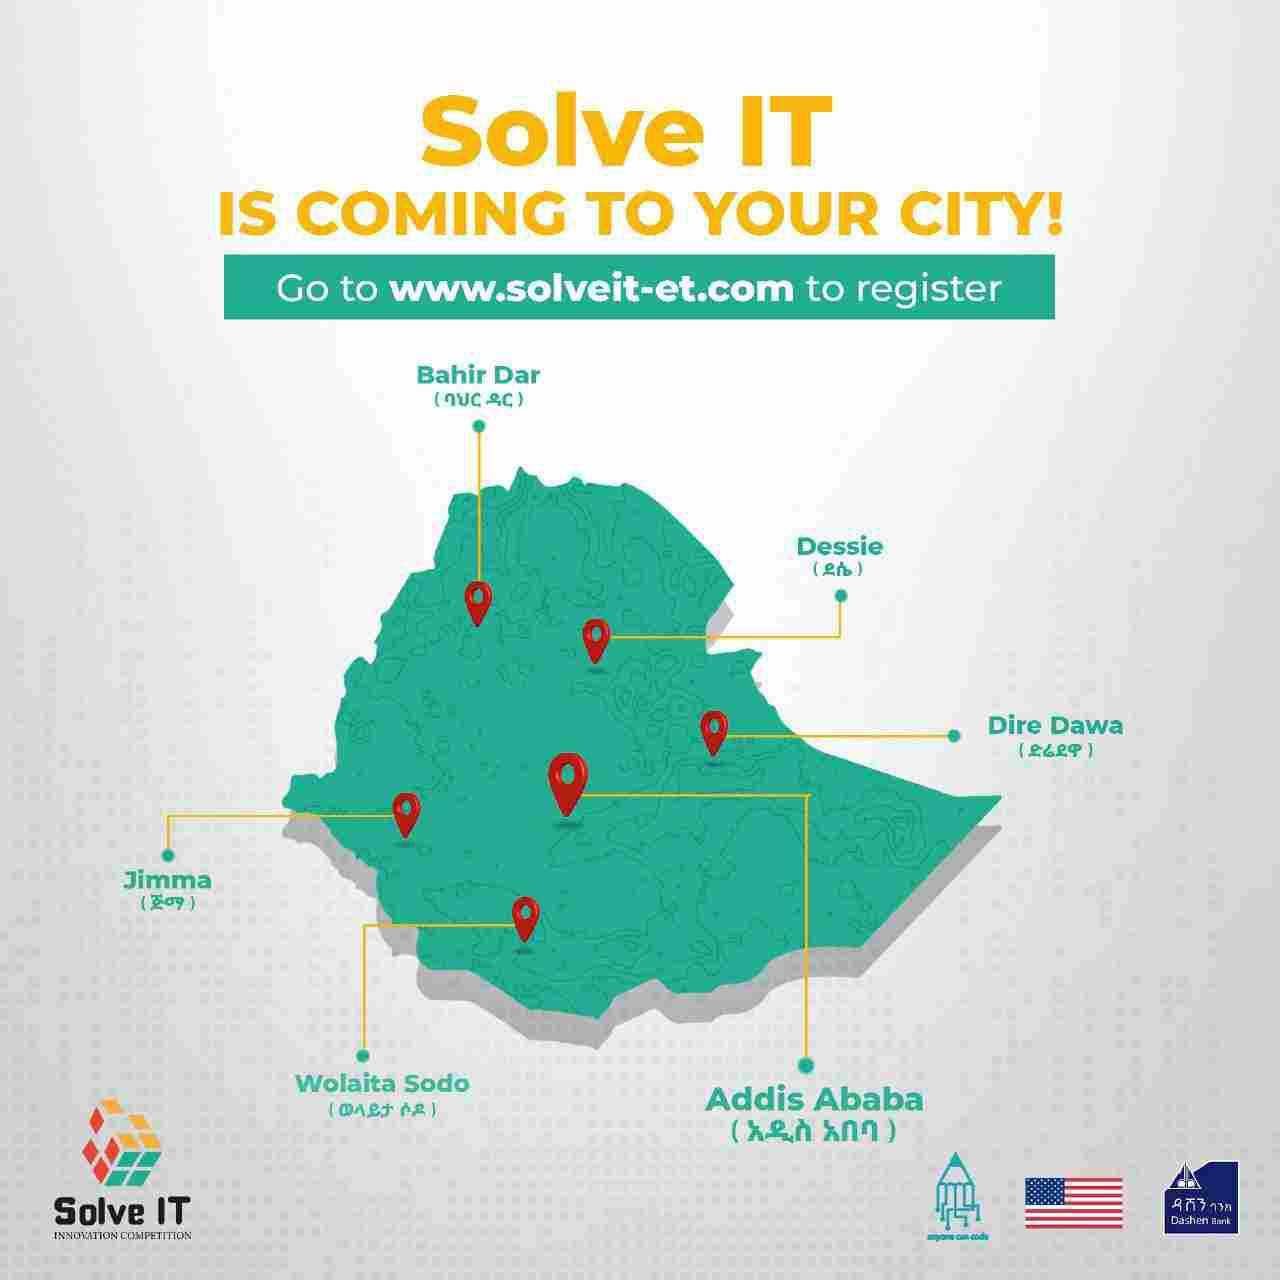 Solve IT
IS COMING TO YOUR CITY!
Go to www.solveit-et.com to register
Bahir Dar
( ባህር ዳር )
Dessie
( ደሴ )
Dire Dawa
( ድሬደዋ )
Jimma
( ጅማ )
Wolaita Sodo
( ወላይታ ሶዶ )
Addis Ababa
( አዲስ አበባ )
Solve IT
INNOVATION COMPETITION
anyone can code
ዳሸን ባንክ
Dashen Bank